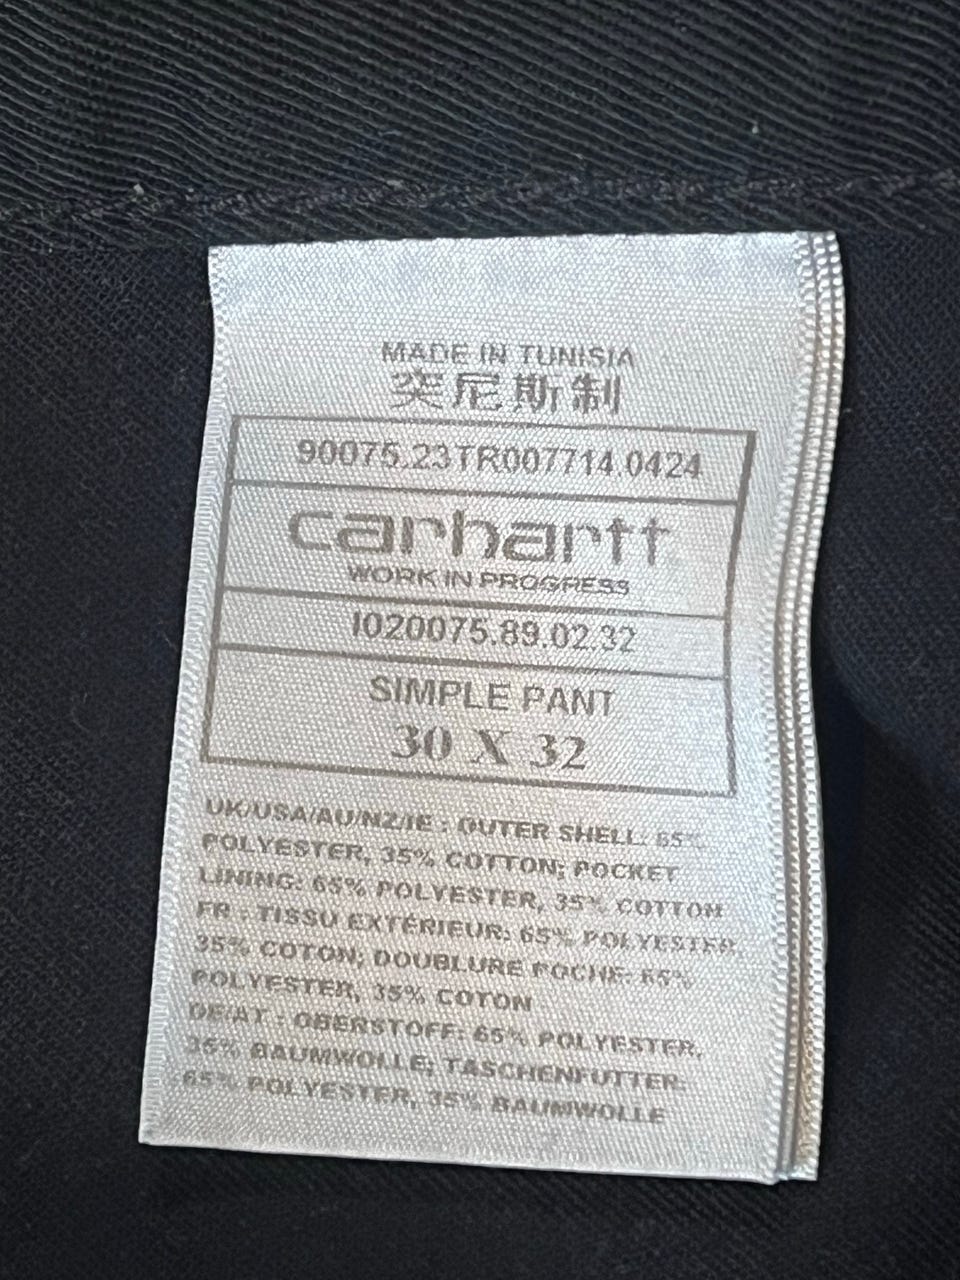 MADE IN TUNISIA
突尼斯制
90075.23TR007714.0424
carhartt
WORK IN PROGRESS
I020075.89.02.32
SIMPLE PANT
30 X 32
UK/USA/AU/NZ/IE : OUTER SHELL: 65%
POLYESTER, 35% COTTON; POCKET
LINING: 65% POLYESTER, 35% COTTON
FR : TISSU EXTÉRIEUR: 65% POLYESTER,
35% COTON; DOUBLURE POCHE: 65%
POLYESTER, 35% COTON
DE/AT : OBERSTOFF: 65% POLYESTER,
35% BAUMWOLLE; TASCHENFUTTER:
65% POLYESTER, 35% BAUMWOLLE